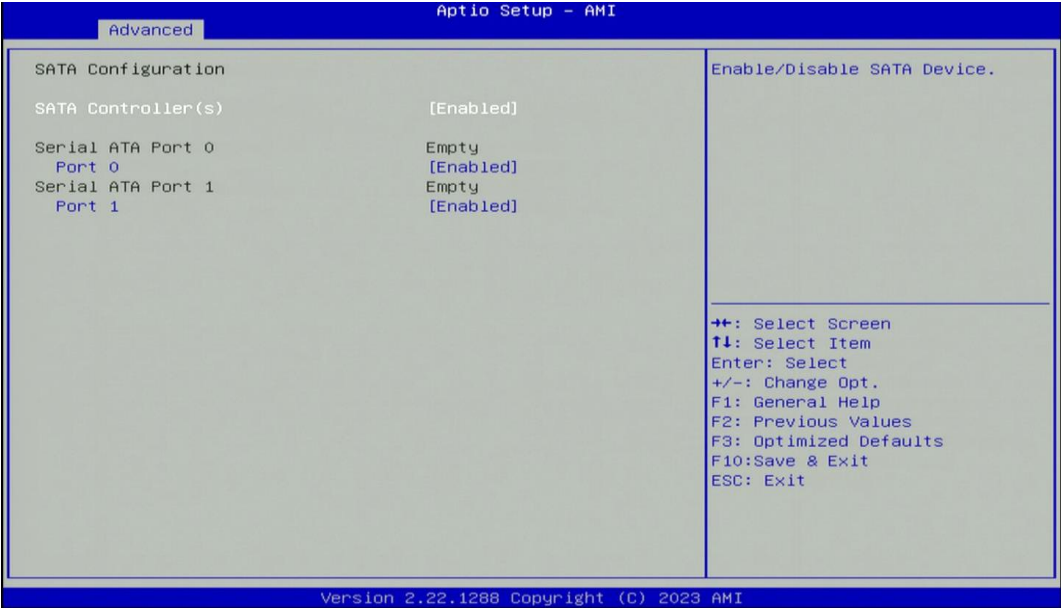 Aptio Setup – AMI
Advanced
SATA Configuration
SATA Controller(s) [Enabled]
Serial ATA Port 0 Empty
Port 0 [Enabled]
Serial ATA Port 1 Empty
Port 1 [Enabled]
Enable/Disable SATA Device.
→←: Select Screen
↑↓: Select Item
Enter: Select
+/-: Change Opt.
F1: General Help
F2: Previous Values
F3: Optimized Defaults
F10:Save & Exit
ESC: Exit
Version 2.22.1288 Copyright (C) 2023 AMI